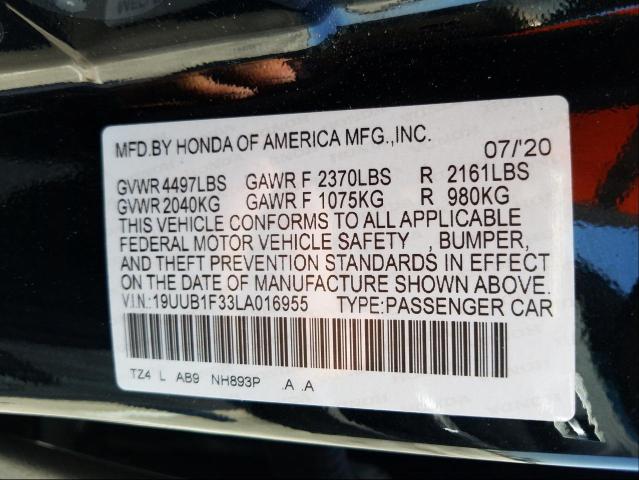 MFD.BY HONDA OF AMERICA MFG.,INC. 07/'20
GVWR 4497LBS GAWR F 2370LBS R 2161LBS
GVWR 2040KG GAWR F 1075KG R 980KG
THIS VEHICLE CONFORMS TO ALL APPLICABLE
FEDERAL MOTOR VEHICLE SAFETY , BUMPER,
AND THEFT PREVENTION STANDARDS IN EFFECT
ON THE DATE OF MANUFACTURE SHOWN ABOVE.
V.I.N.:19UUB1F33LA016955 TYPE:PASSENGER CAR
TZ4 L AB9 NH893P .A .A